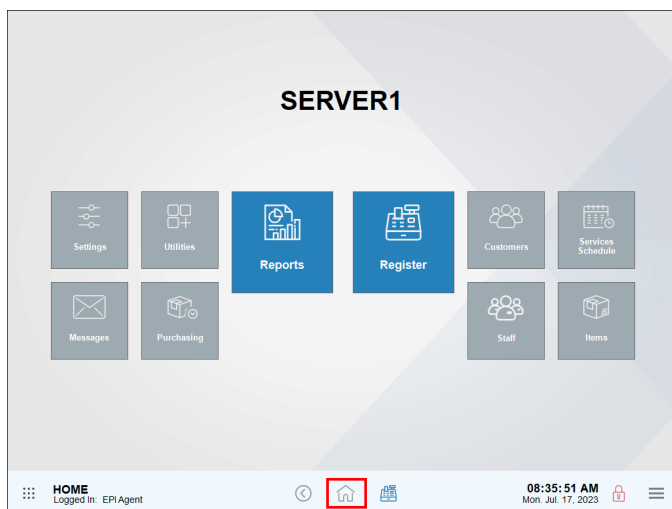 SERVER1
Settings
Utilities
Reports
Register
Customers
Services
Schedule
Messages
Purchasing
Staff
Items
HOME
Logged In: EPI Agent
08:35:51 AM
Mon. Jul. 17, 2023